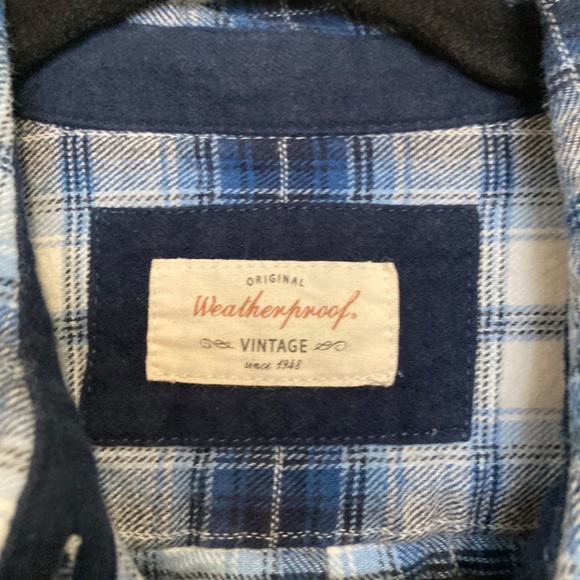 ORIGINAL
Weatherproof®
VINTAGE
since 1948